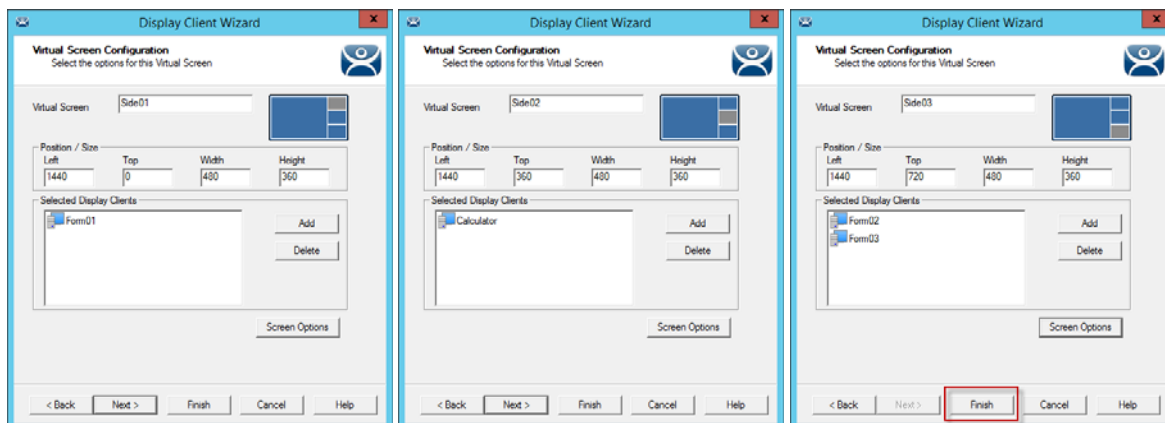 Display Client Wizard
x
Virtual Screen Configuration
Select the options for this Virtual Screen
Virtual Screen
Side01
Position / Size
Left Top Width Height
1440 0 480 360
Selected Display Clients
Form01
Add
Delete
Screen Options
< Back Next > Finish Cancel Help
Display Client Wizard
x
Virtual Screen Configuration
Select the options for this Virtual Screen
Virtual Screen
Side02
Position / Size
Left Top Width Height
1440 360 480 360
Selected Display Clients
Calculator
Add
Delete
Screen Options
< Back Next > Finish Cancel Help
Display Client Wizard
x
Virtual Screen Configuration
Select the options for this Virtual Screen
Virtual Screen
Side03
Position / Size
Left Top Width Height
1440 720 480 360
Selected Display Clients
Form02
Form03
Add
Delete
Screen Options
< Back Next > Finish Cancel Help